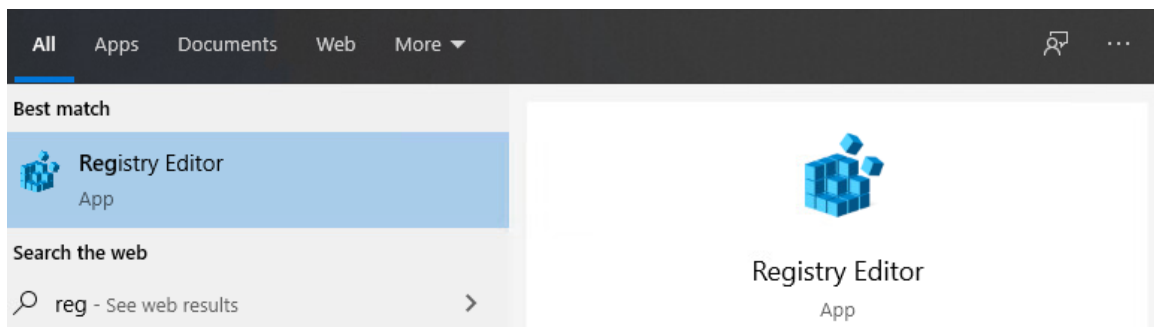 All Apps Documents Web More
Best match
Registry Editor
App
Search the web
reg - See web results
Registry Editor
App